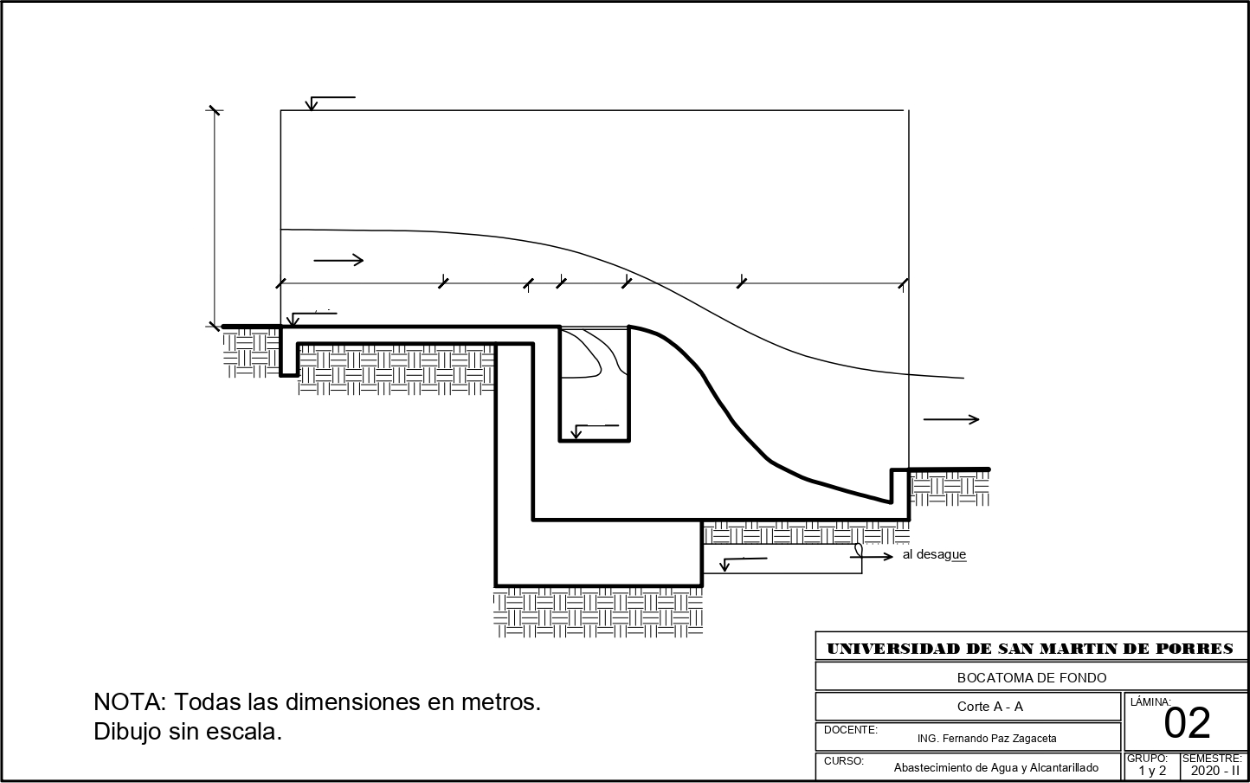 al desague
NOTA: Todas las dimensiones en metros.
Dibujo sin escala.
UNIVERSIDAD DE SAN MARTIN DE PORRES
BOCATOMA DE FONDO
Corte A - A
LÁMINA:
02
DOCENTE:
ING. Fernando Paz Zagaceta
CURSO:
Abastecimiento de Agua y Alcantarillado
GRUPO:
1 y 2
SEMESTRE:
2020 - II